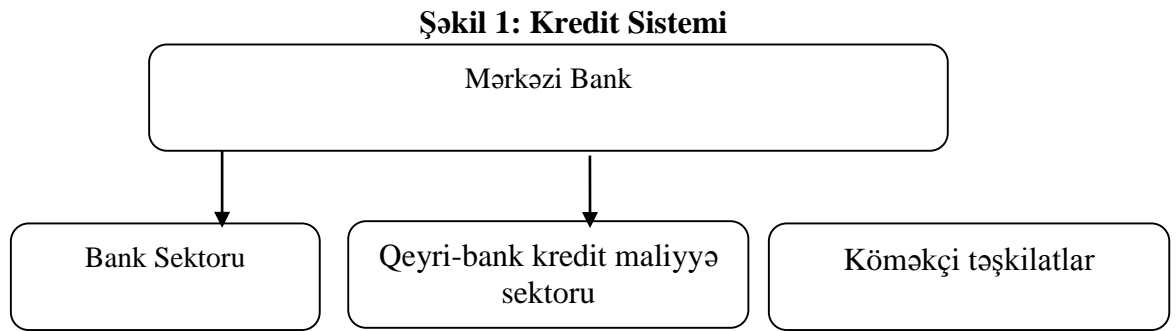 Şəkil 1: Kredit Sistemi
Mərkəzi Bank
Bank Sektoru
Qeyri-bank kredit maliyyə
sektoru
Köməkçi təşkilatlar